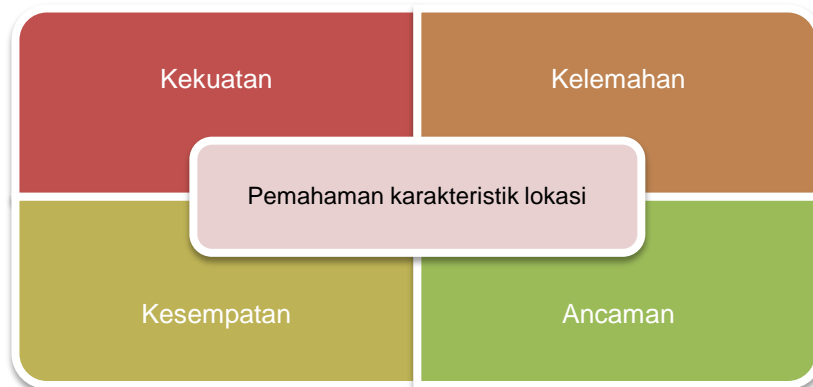 Kekuatan
Kelemahan
Pemahaman karakteristik lokasi
Kesempatan
Ancaman